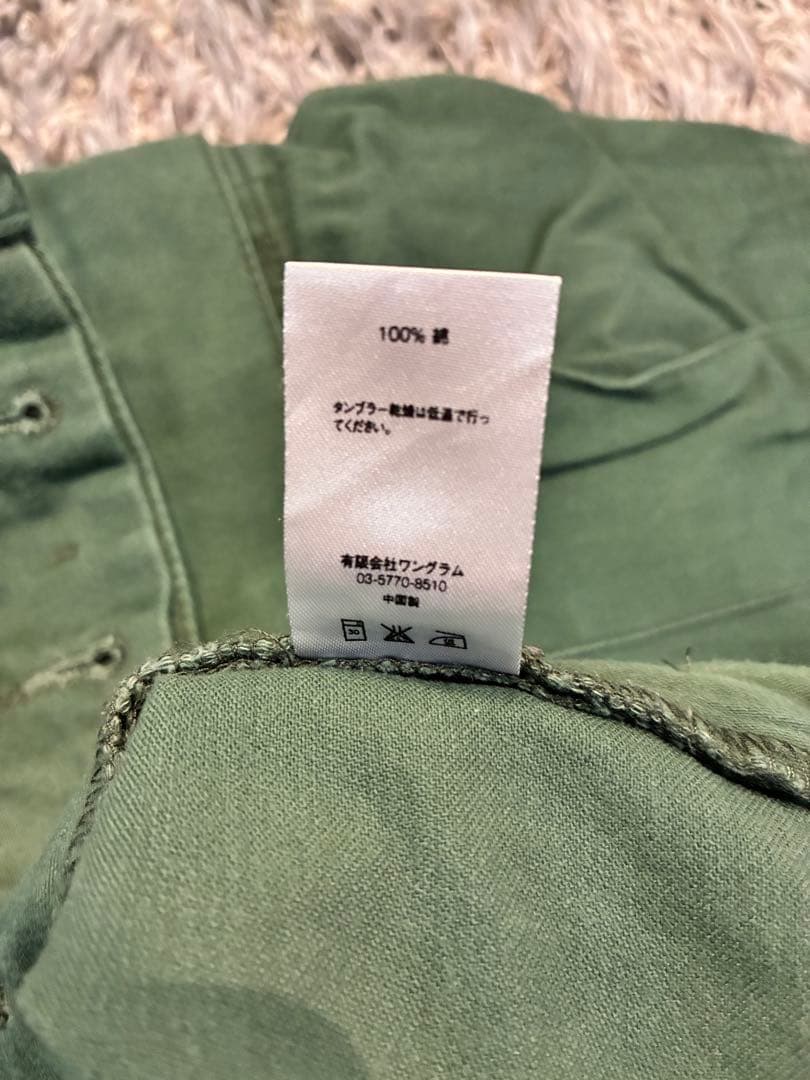 100% 綿
タンブラー乾燥は低温で行っ
てください。
有限会社ワングラム
03-5770-8510
中国製